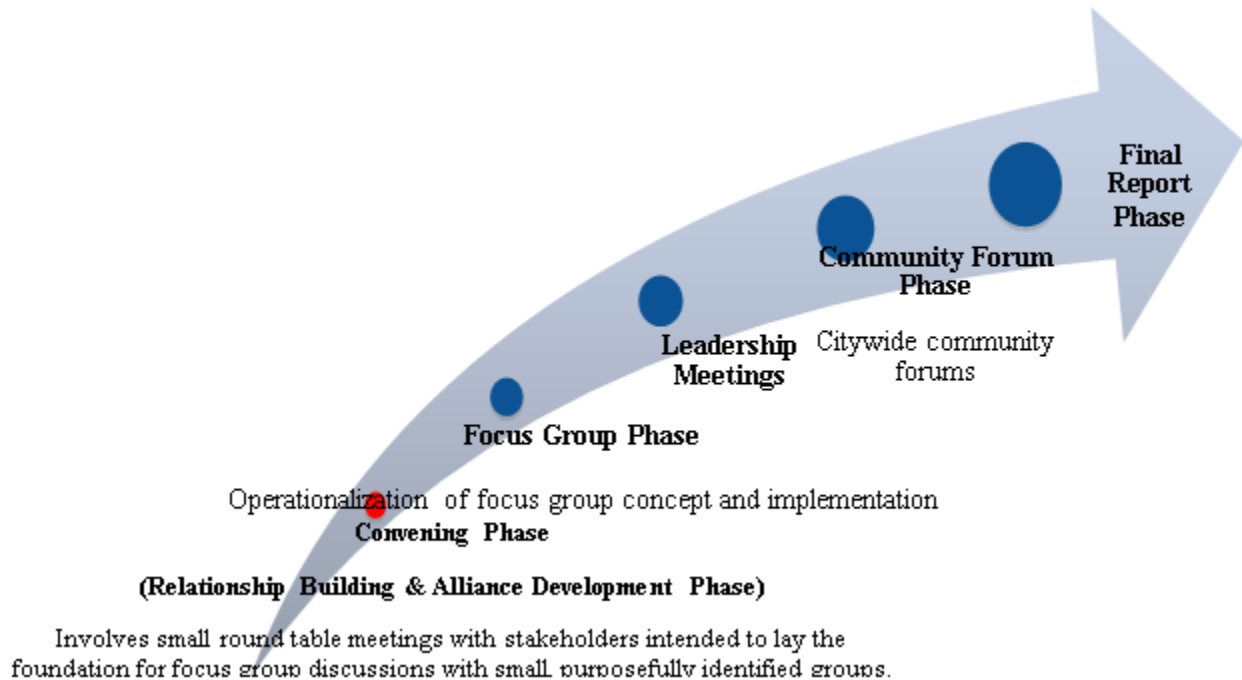 Final
Report
Phase
Community Forum
Phase
Citywide community
forums
Leadership
Meetings
Focus Group Phase
Operationalization of focus group concept and implementation
Convening Phase
(Relationship Building & Alliance Development Phase)
Involves small round table meetings with stakeholders intended to lay the
foundation for focus group discussions with small, purposefully identified groups.